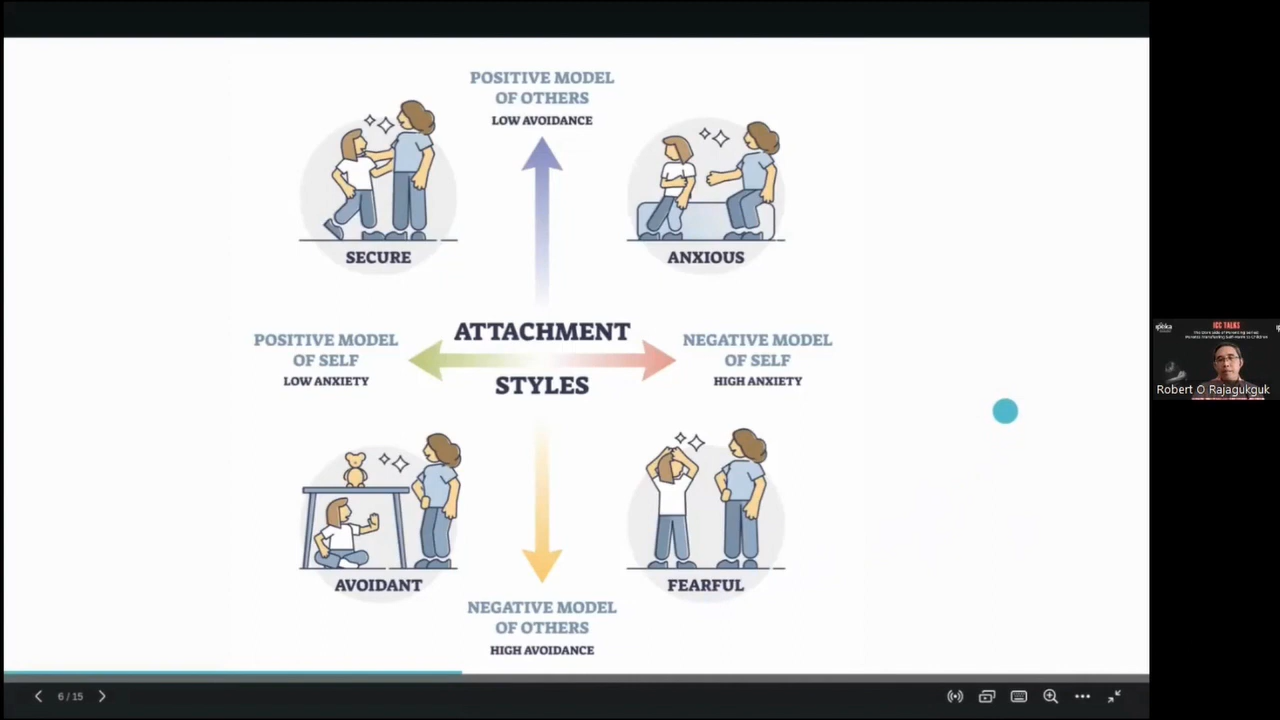 POSITIVE MODEL
OF OTHERS
LOW AVOIDANCE
SECURE
ANXIOUS
POSITIVE MODEL
OF SELF
LOW ANXIETY
ATTACHMENT
STYLES
NEGATIVE MODEL
OF SELF
HIGH ANXIETY
AVOIDANT
FEARFUL
NEGATIVE MODEL
OF OTHERS
HIGH AVOIDANCE
6 / 15
ICC TALKS
Robert O Rajagukguk